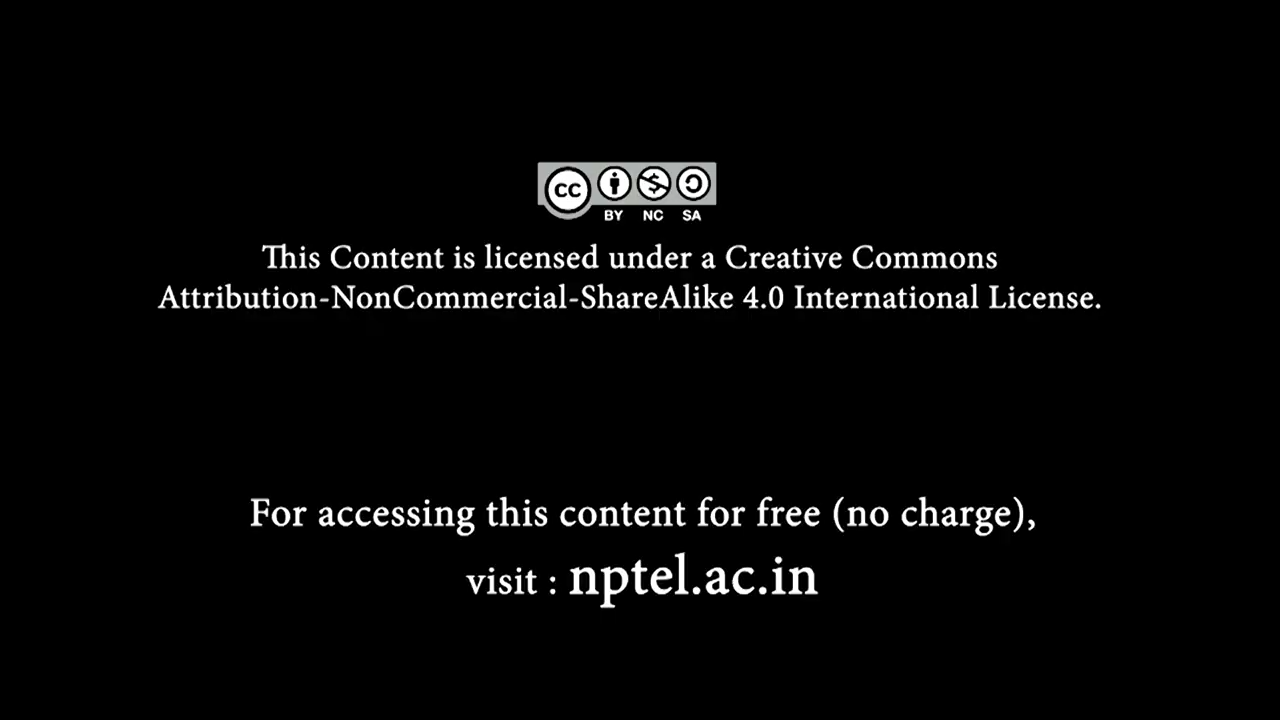 cc
BY NC SA
This Content is licensed under a Creative Commons
Attribution-NonCommercial-ShareAlike 4.0 International License.
For accessing this content for free (no charge),
visit : nptel.ac.in